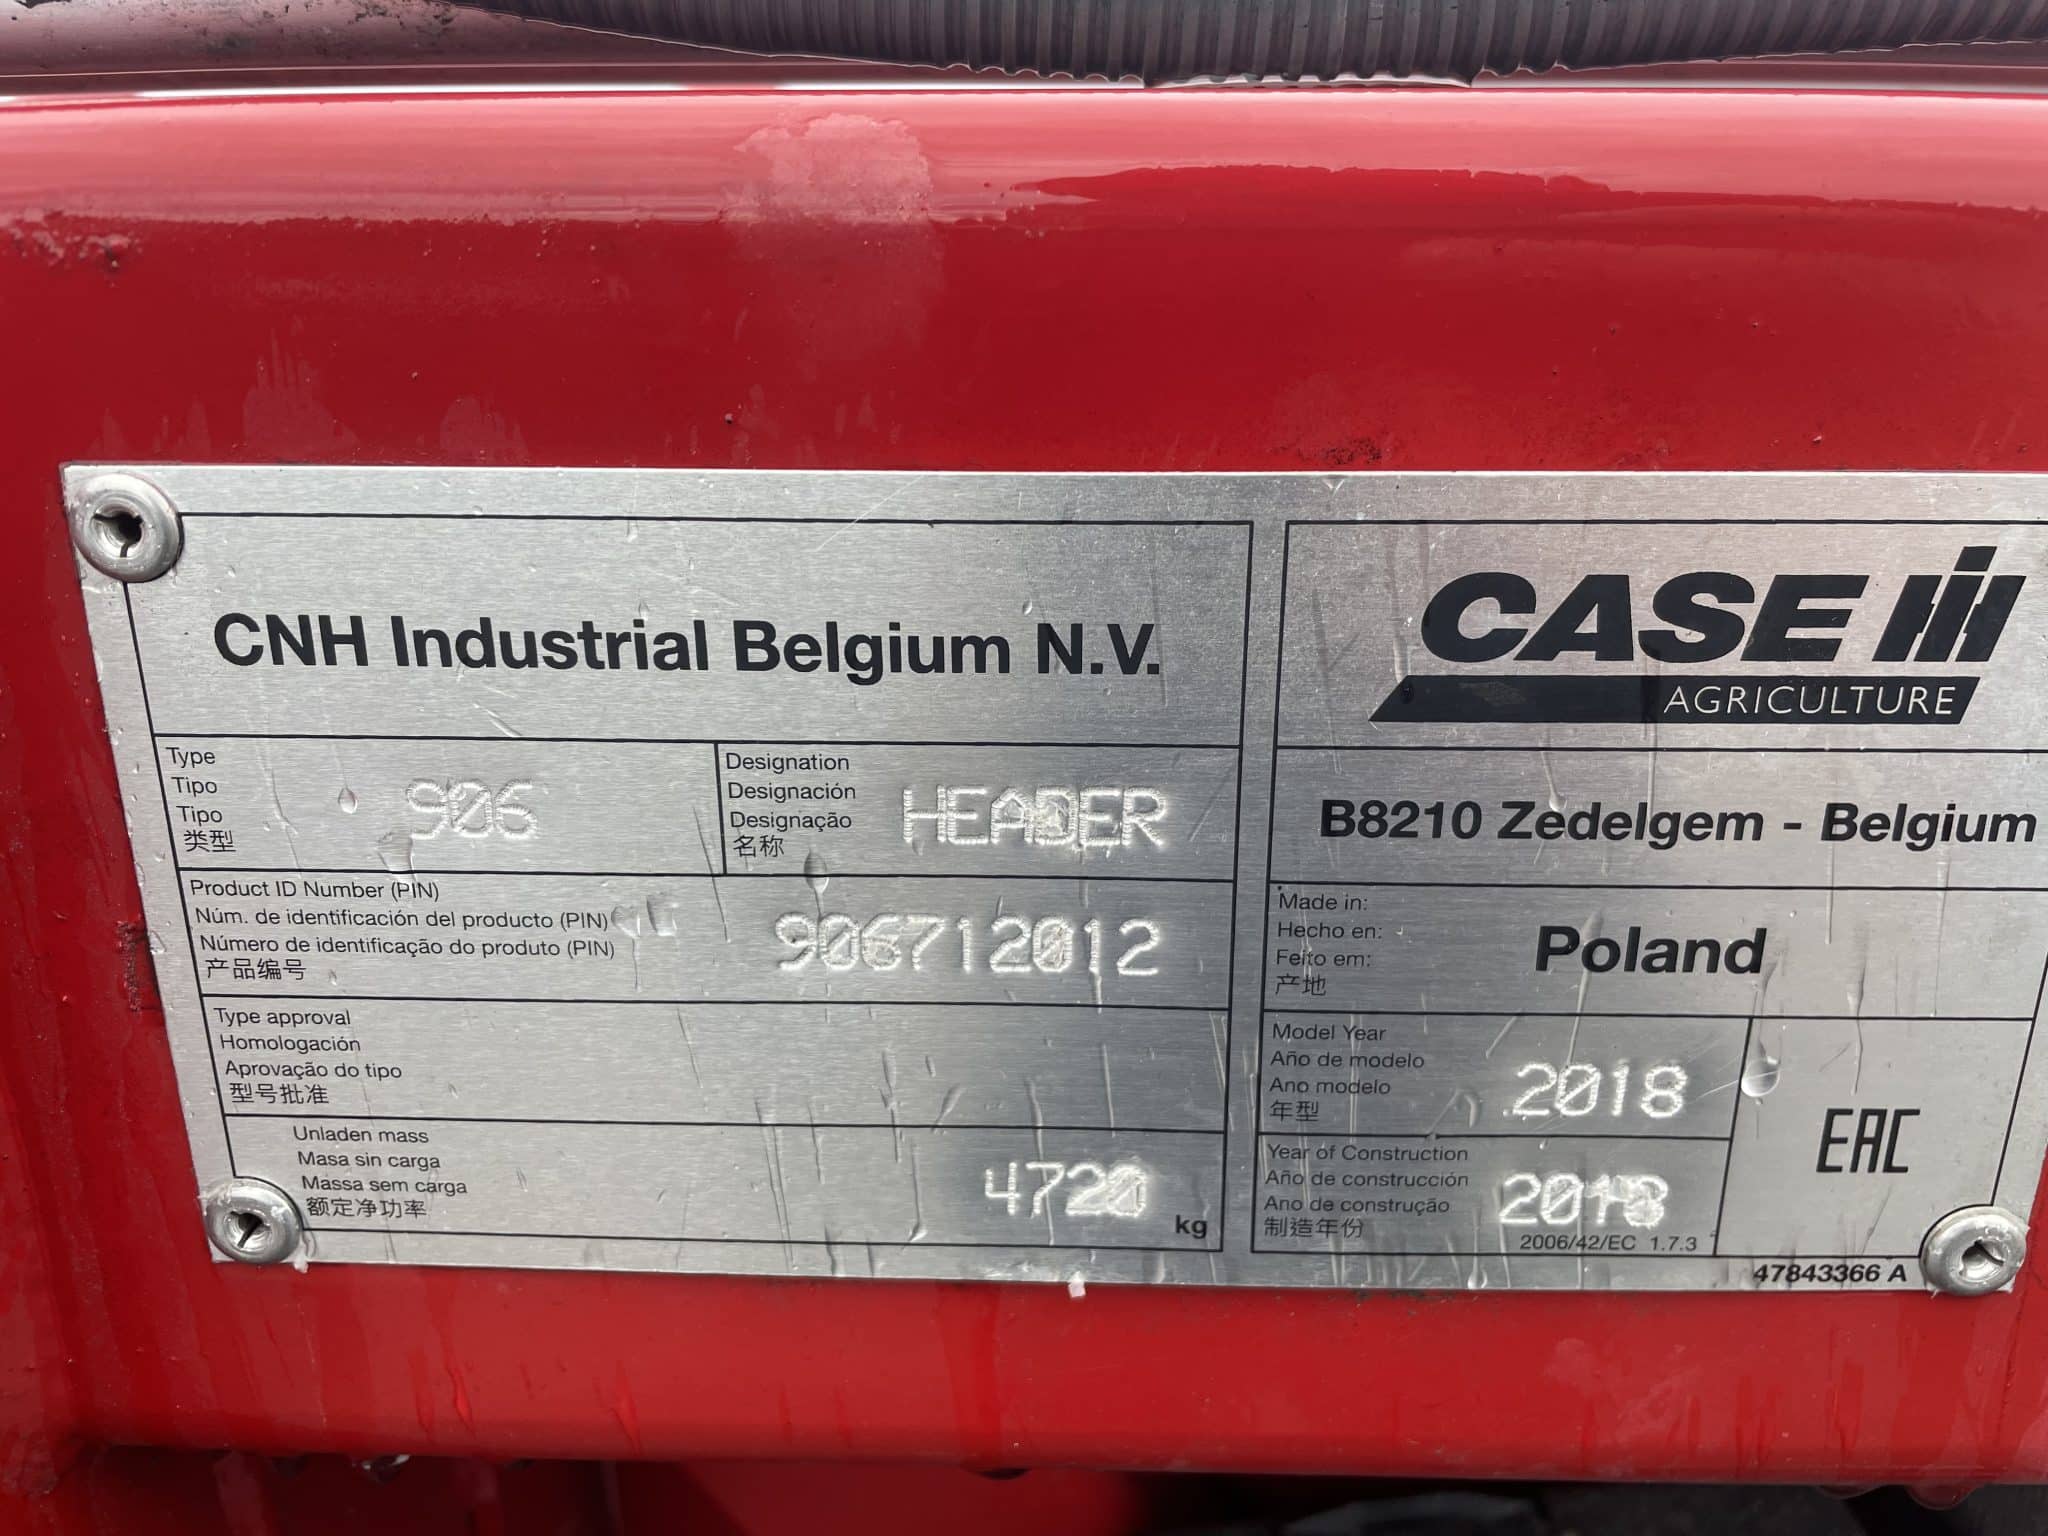 CNH Industrial Belgium N.V.
Type
Tipo
Tipo
类型
906
Designation
Designación
Designação
名称
HEADER
Product ID Number (PIN)
Núm. de identificación del producto (PIN)
Número de identificação do produto (PIN)
产品编号
906712012
Type approval
Homologación
Aprovação do tipo
型号批准
Unladen mass
Masa sin carga
Massa sem carga
额定净功率
4720
kg
CASE IH
AGRICULTURE
B8210 Zedelgem - Belgium
Made in:
Hecho en:
Feito em:
产地
Poland
Model Year
Año de modelo
Ano modelo
年型
2018
Year of Construction
Año de construcción
Ano de construção
制造年份
2018
2006/42/EC 1.7.3
EAC
47843366 A